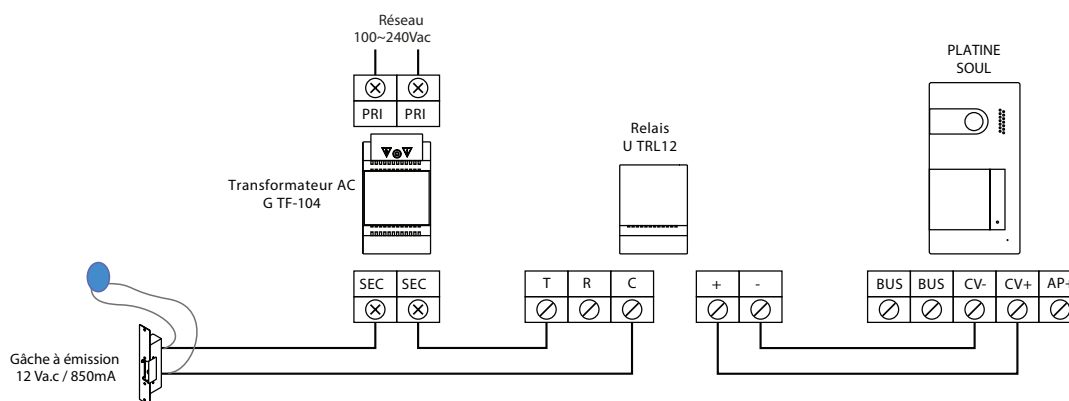 Réseau
100~240Vac
PRI PRI
Transformateur AC
G TF-104
Relais
U TRL12
PLATINE
SOUL
SEC SEC
T R C
+ -
BUS BUS CV- CV+ AP+
Gâche à émission
12 Va.c / 850mA